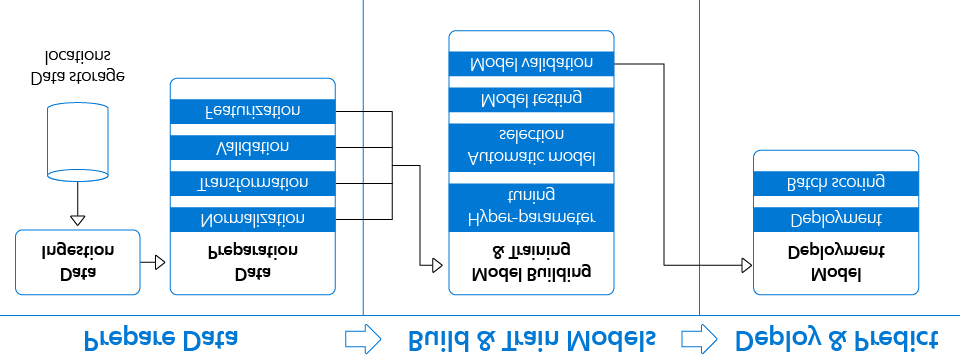 Prepare Data
Build & Train Models
Deploy & Predict
Data
Ingestion
Data storage
locations
Data
Preparation
Normalization
Transformation
Validation
Featurization
Model Building
& Training
Hyper-parameter
tuning
Automatic model
selection
Model testing
Model validation
Model
Deployment
Deployment
Batch scoring